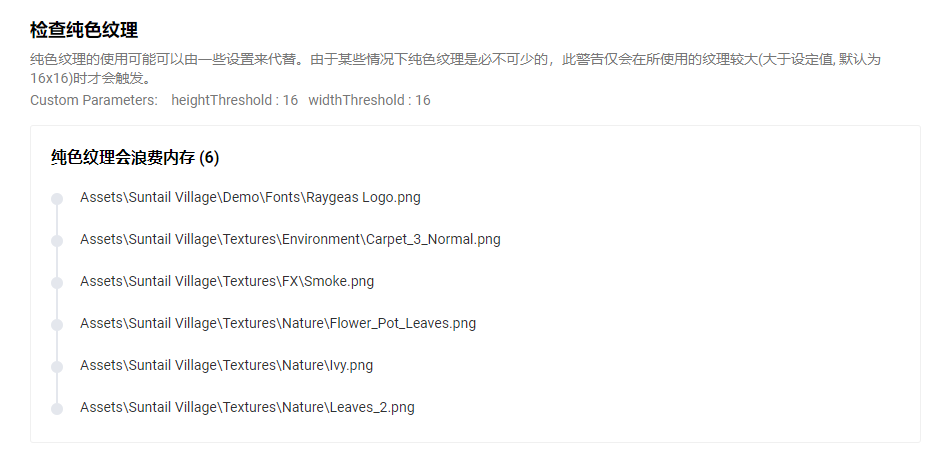 检查纯色纹理
纯色纹理的使用可能可以由一些设置来代替。由于某些情况下纯色纹理是必不可少的，此警告仅会在所使用的纹理较大(大于设定值, 默认为
16x16)时才会触发。
Custom Parameters: heightThreshold : 16 widthThreshold : 16
纯色纹理会浪费内存 (6)
Assets\Suntail Village\Demo\Fonts\Raygeas Logo.png
Assets\Suntail Village\Textures\Environment\Carpet_3_Normal.png
Assets\Suntail Village\Textures\FX\Smoke.png
Assets\Suntail Village\Textures\Nature\Flower_Pot_Leaves.png
Assets\Suntail Village\Textures\Nature\Ivy.png
Assets\Suntail Village\Textures\Nature\Leaves_2.png